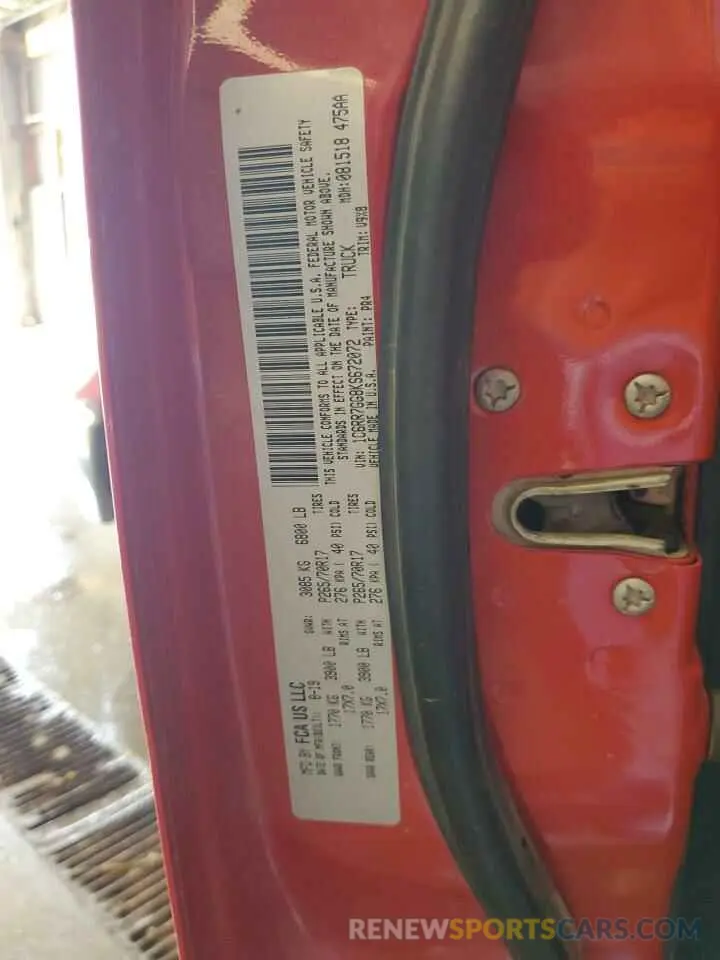 MFD BY FCA US LLC
DATE OF MFR: 8-19 GVWR: 3085 KG 6800 LB
GAWR FRONT: 1770 KG 3900 LB WITH P265/70R17 TIRES
17X7.0 RIMS AT 276 KPA ( 40 PSI) COLD
GAWR REAR: 1770 KG 3900 LB WITH P265/70R17 TIRES
17X7.0 RIMS AT 276 KPA ( 40 PSI) COLD
THIS VEHICLE CONFORMS TO ALL APPLICABLE U.S.A. FEDERAL MOTOR VEHICLE SAFETY
STANDARDS IN EFFECT ON THE DATE OF MANUFACTURE SHOWN ABOVE.
VIN: 1C6RR7GG8KS672072 TYPE: TRUCK MDH:081518 475AA
VEHICLE MADE IN U.S.A. PAINT: PR4 TRIM: V9X8
RENEWSPORTSCARS.COM